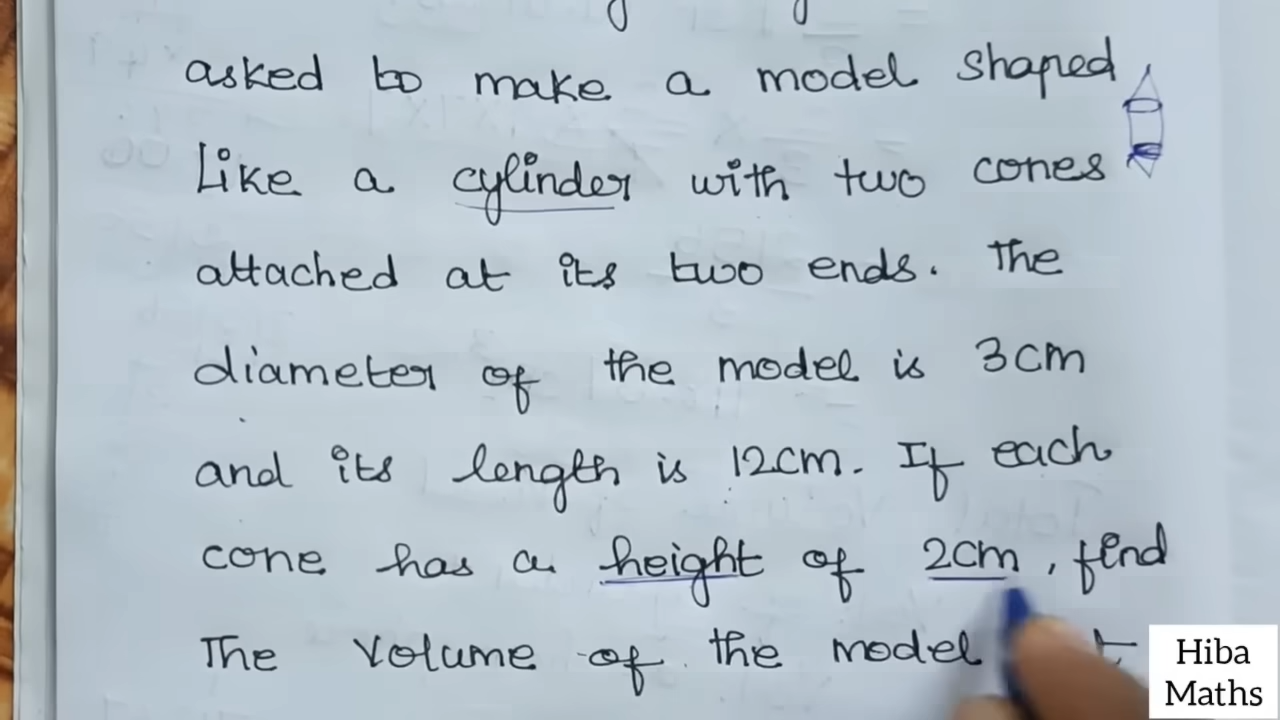 asked to make a model shaped
Like a cylinder with two cones
attached at its two ends. The
diameter of the model is 3cm
and its length is 12cm. If each
cone has a height of 2cm, find
The Volume of the model
Hiba
Maths